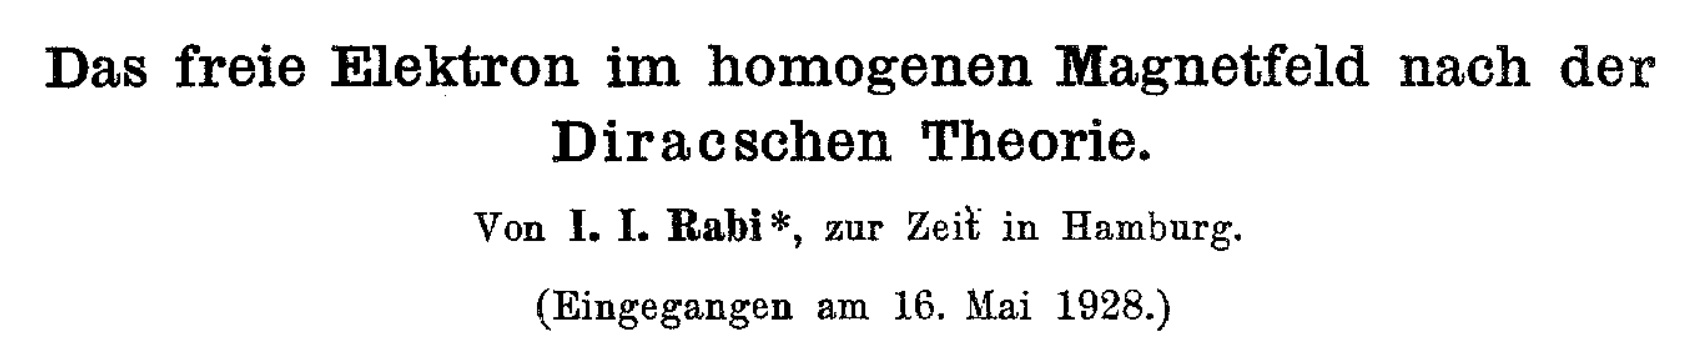 Das freie Elektron im homogenen Magnetfeld nach der
Diracschen Theorie.
Von I. I. Rabi*, zur Zeit in Hamburg.
(Eingegangen am 16. Mai 1928.)